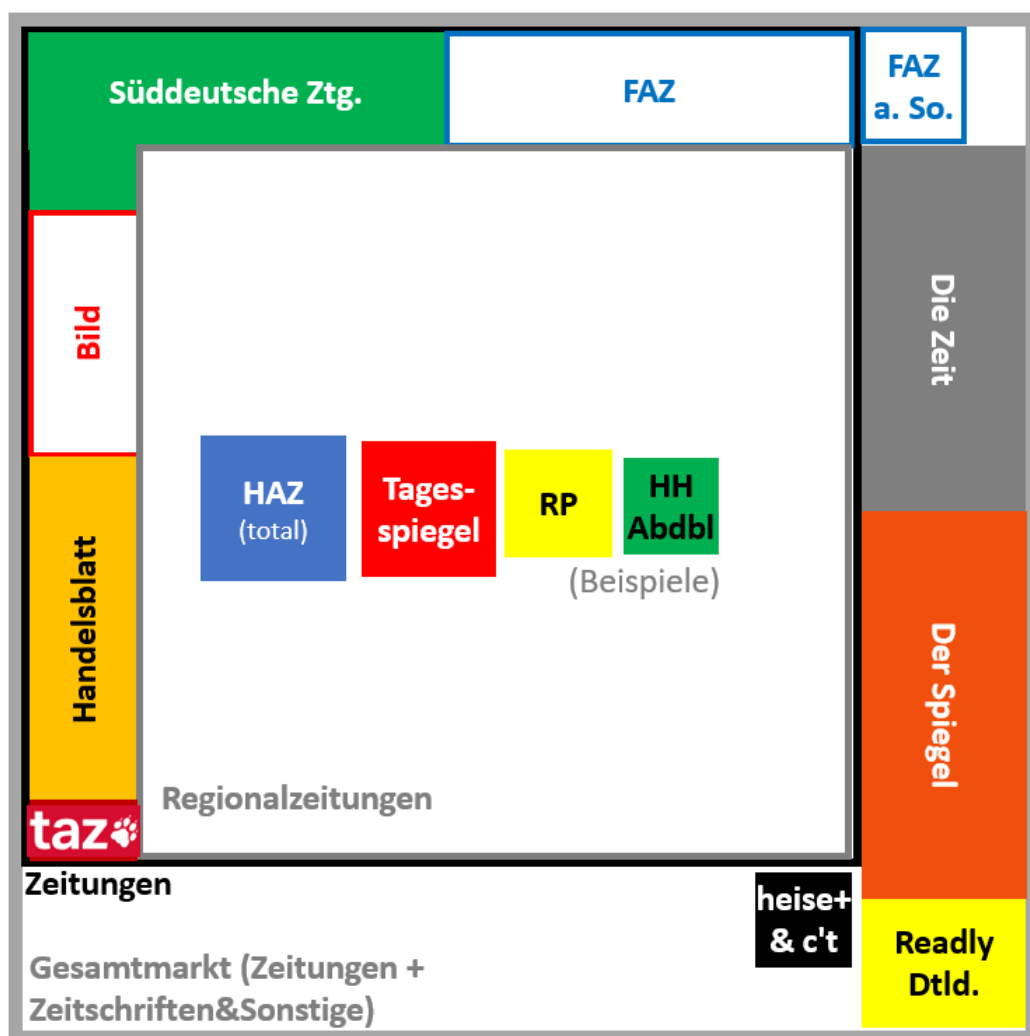 Süddeutsche Ztg.
FAZ
FAZ
a. So.
Bild
Die Zeit
HAZ
(total)
Tages-
spiegel
RP
HH
Abdbl
(Beispiele)
Handelsblatt
Der Spiegel
Regionalzeitungen
taz
Zeitungen
heise+
& c't
Readly
Dtld.
Gesamtmarkt (Zeitungen +
Zeitschriften&Sonstige)